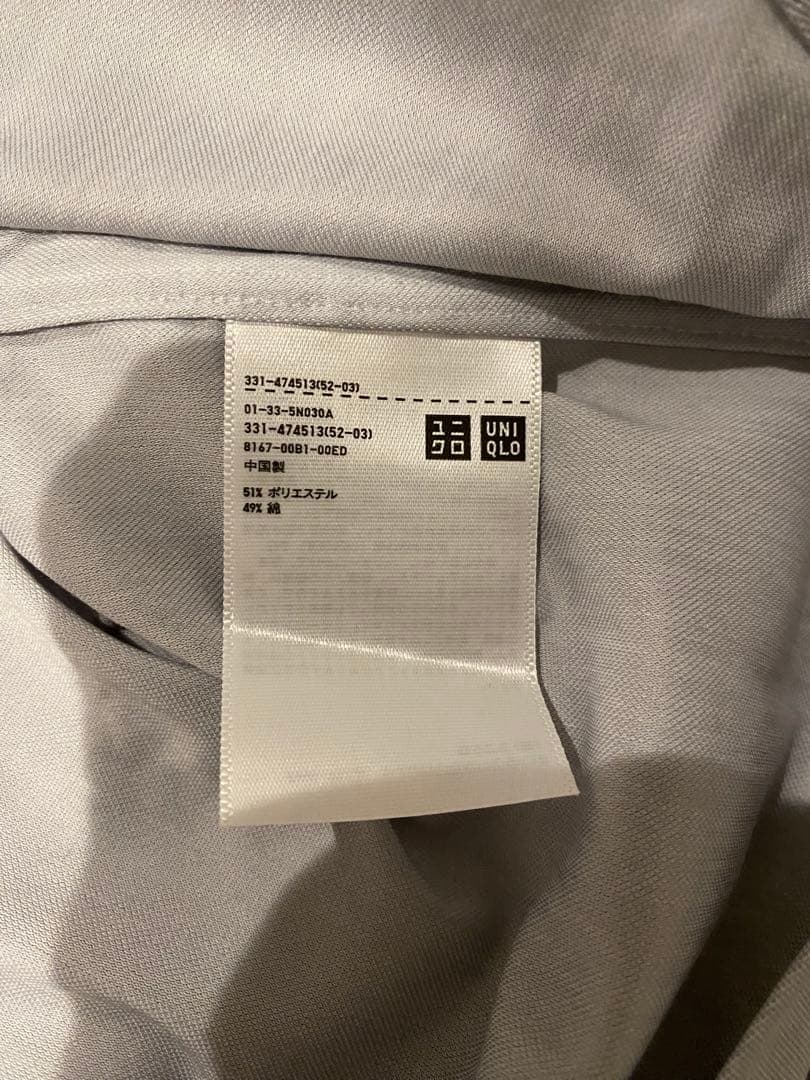 331-474513(52-03)
01-33-5N030A
331-474513(52-03)
8167-00B1-00ED
中国製
51% ポリエステル
49% 綿
ユニ
クロ
UNI
QLO